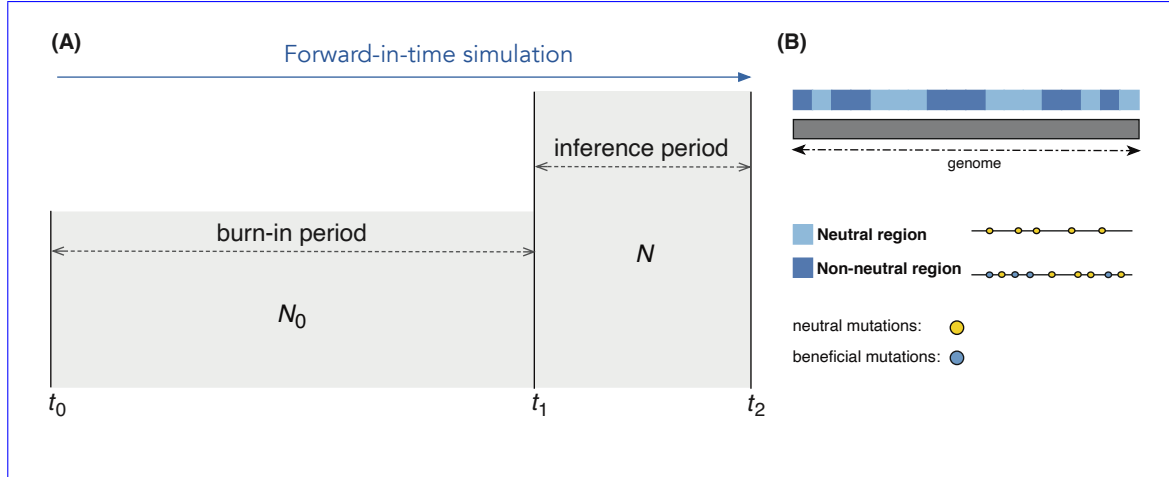 (A)
Forward-in-time simulation
inference period
burn-in period
N
N0
t0
t1
t2
(B)
genome
Neutral region
Non-neutral region
neutral mutations:
beneficial mutations: